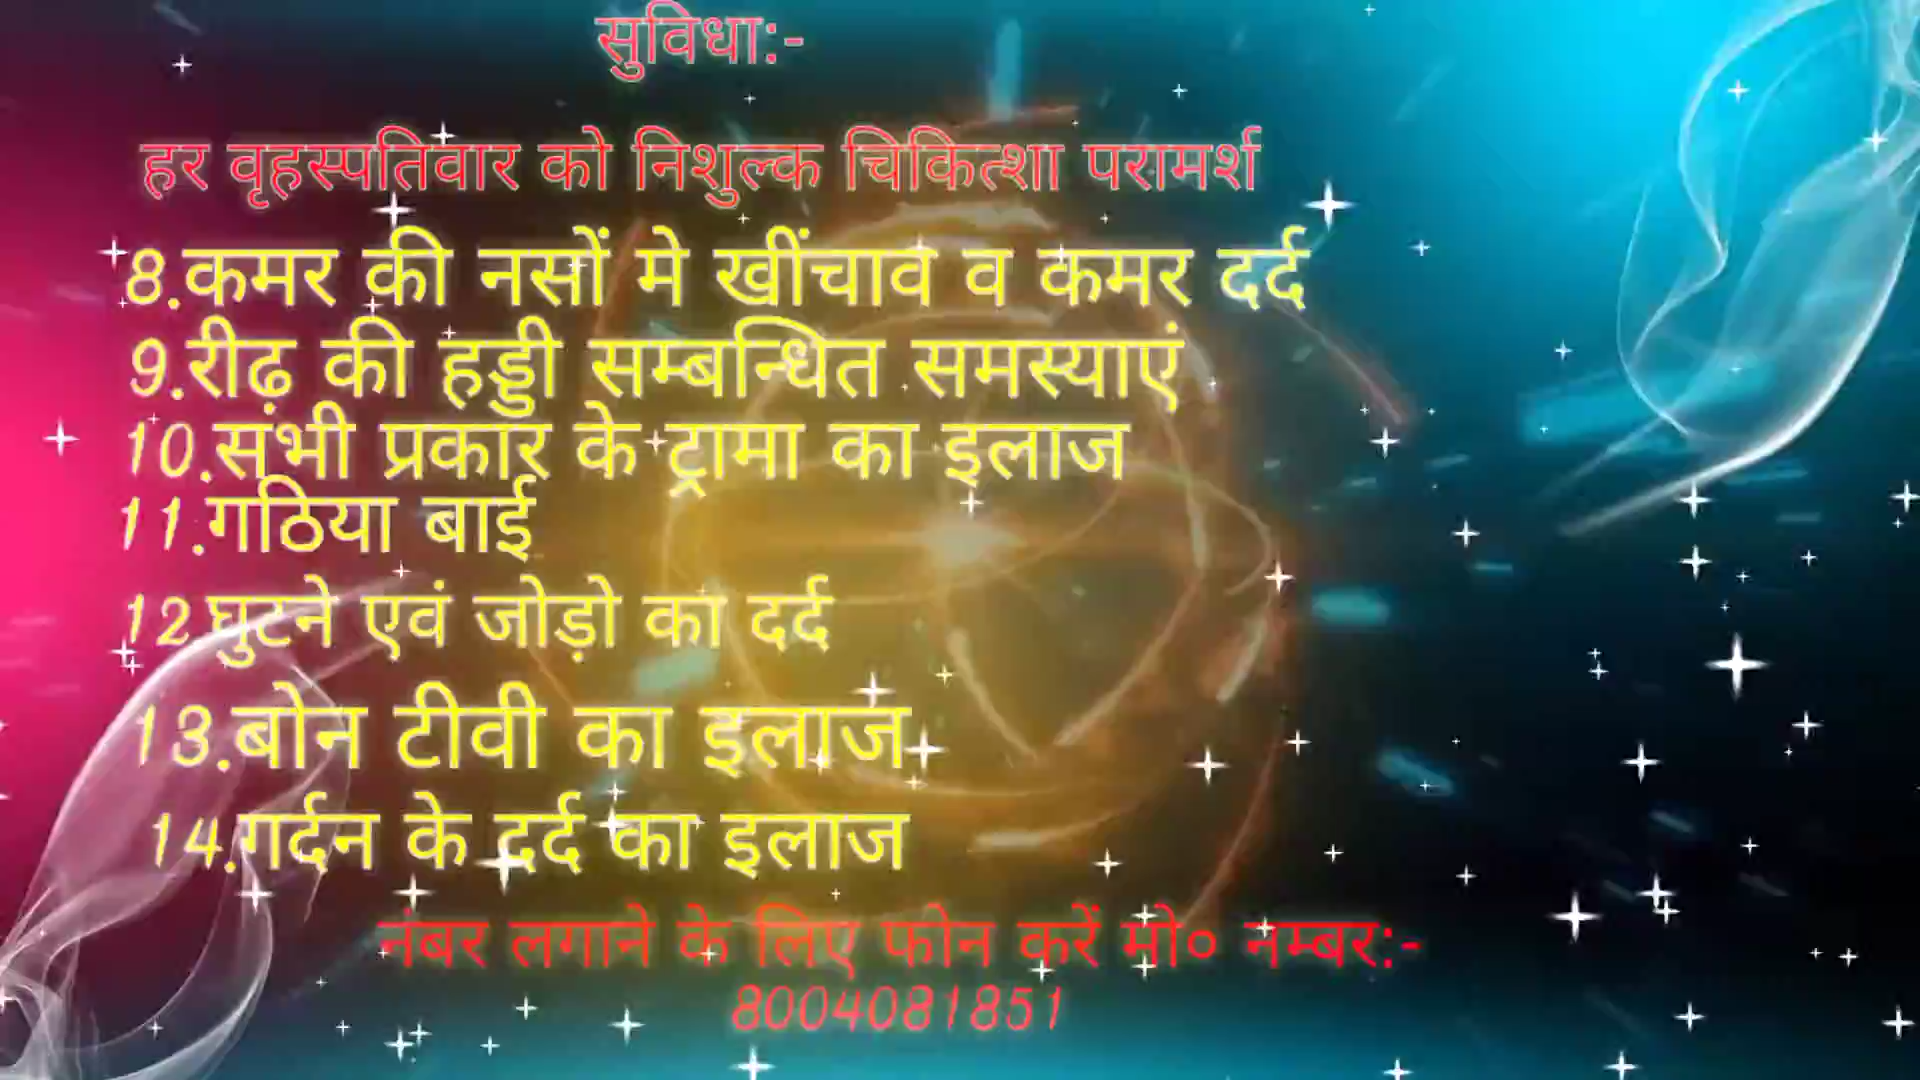 सुविधा:-
हर वृहस्पतिवार को निशुल्क चिकित्शा परामर्श
8.कमर की नसों मे खींचाव व कमर दर्द
9.रीढ़ की हड्डी सम्बन्धित समस्याएं
10.सभी प्रकार के ट्रामा का इलाज
11.गठिया बाई
12.घुटने एवं जोड़ो का दर्द
13.बोन टीवी का इलाज
14.गर्दन के दर्द का इलाज
नंबर लगाने के लिए फोन करें मो० नम्बर:-
8004081851